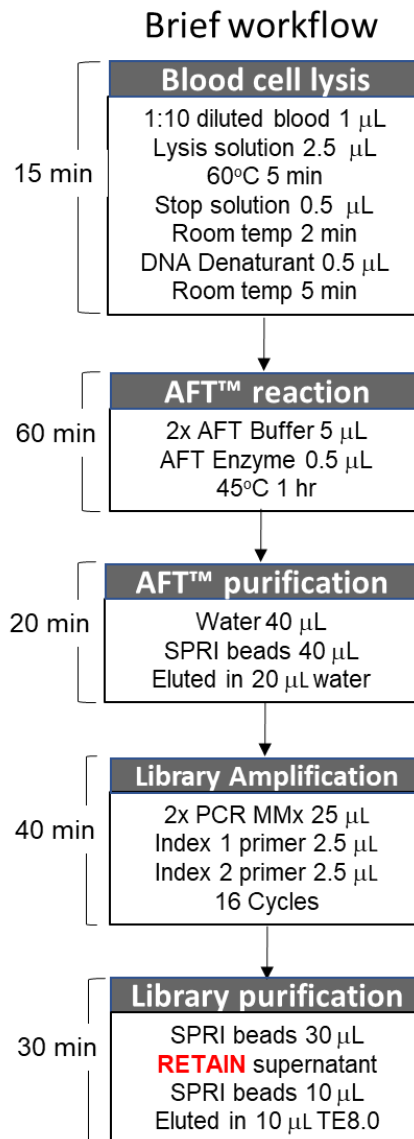 Brief workflow
Blood cell lysis
15 min
1:10 diluted blood 1 μL
Lysis solution 2.5 μL
60ºC 5 min
Stop solution 0.5 μL
Room temp 2 min
DNA Denaturant 0.5 μL
Room temp 5 min
AFT™ reaction
60 min
2x AFT Buffer 5 μL
AFT Enzyme 0.5 μL
45ºC 1 hr
AFT™ purification
20 min
Water 40 μL
SPRI beads 40 μL
Eluted in 20 μL water
Library Amplification
40 min
2x PCR MMx 25 μL
Index 1 primer 2.5 μL
Index 2 primer 2.5 μL
16 Cycles
Library purification
30 min
SPRI beads 30 μL
RETAIN supernatant
SPRI beads 10 μL
Eluted in 10 μL TE8.0